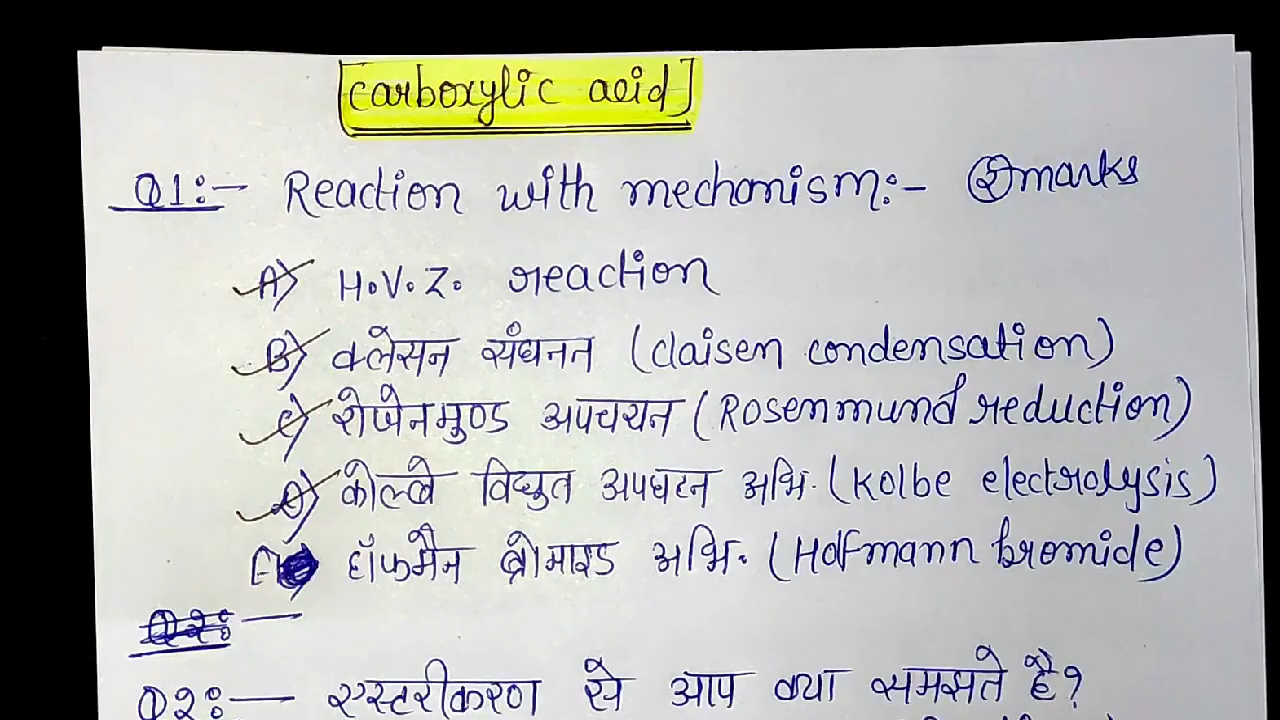 [carboxylic acid]
Q1:- Reaction with mechanism:- ② marks
A) H.V.Z. reaction
B) क्लेसन संघनन (claisen condensation)
C) रोजेनमुण्ड अपचयन (Rosenmund reduction)
D) कोल्बे विद्युत अपघटन अभि. (Kolbe electrolysis)
हॉफमैन ब्रोमाइड अभि. (Hofmann bromide)
Q2:- एस्टरीकरण से आप क्या समझते है?